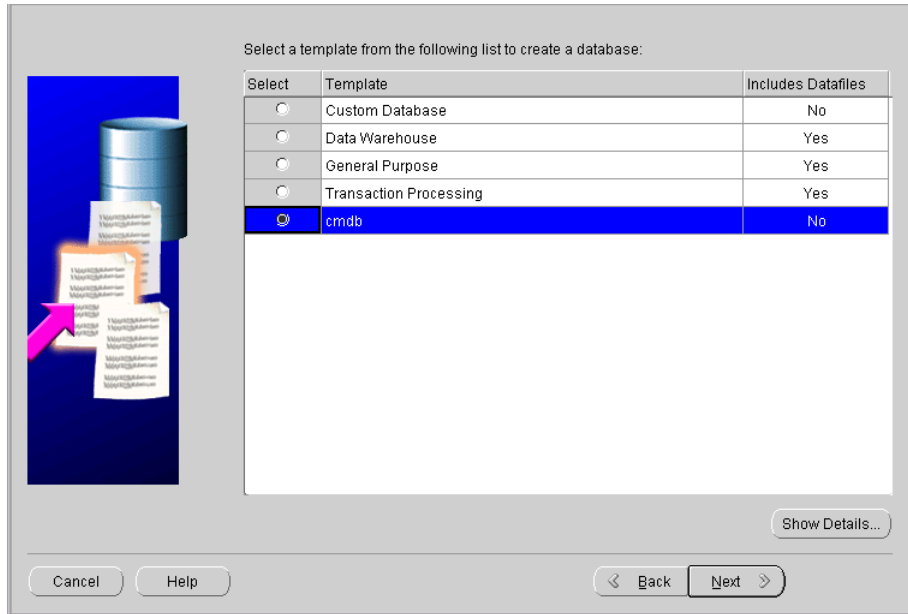 Select a template from the following list to create a database:
Select Template Includes Datafiles
Custom Database No
Data Warehouse Yes
General Purpose Yes
Transaction Processing Yes
cmdb No
Show Details...
Cancel Help Back Next